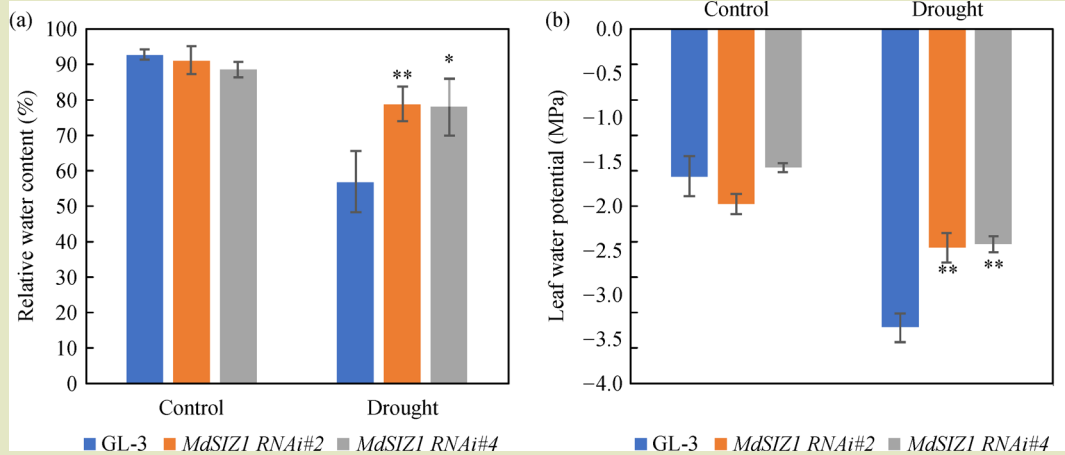 (a)
100
90
80
70
60
50
40
30
20
10
0
Relative water content (%)
**
*
Control
Drought
GL-3 MdSIZ1 RNAi#2 MdSIZ1 RNAi#4
(b)
Control
Drought
0.0
−0.5
−1.0
−1.5
−2.0
−2.5
−3.0
−3.5
−4.0
Leaf water potential (MPa)
**
**
GL-3 MdSIZ1 RNAi#2 MdSIZ1 RNAi#4